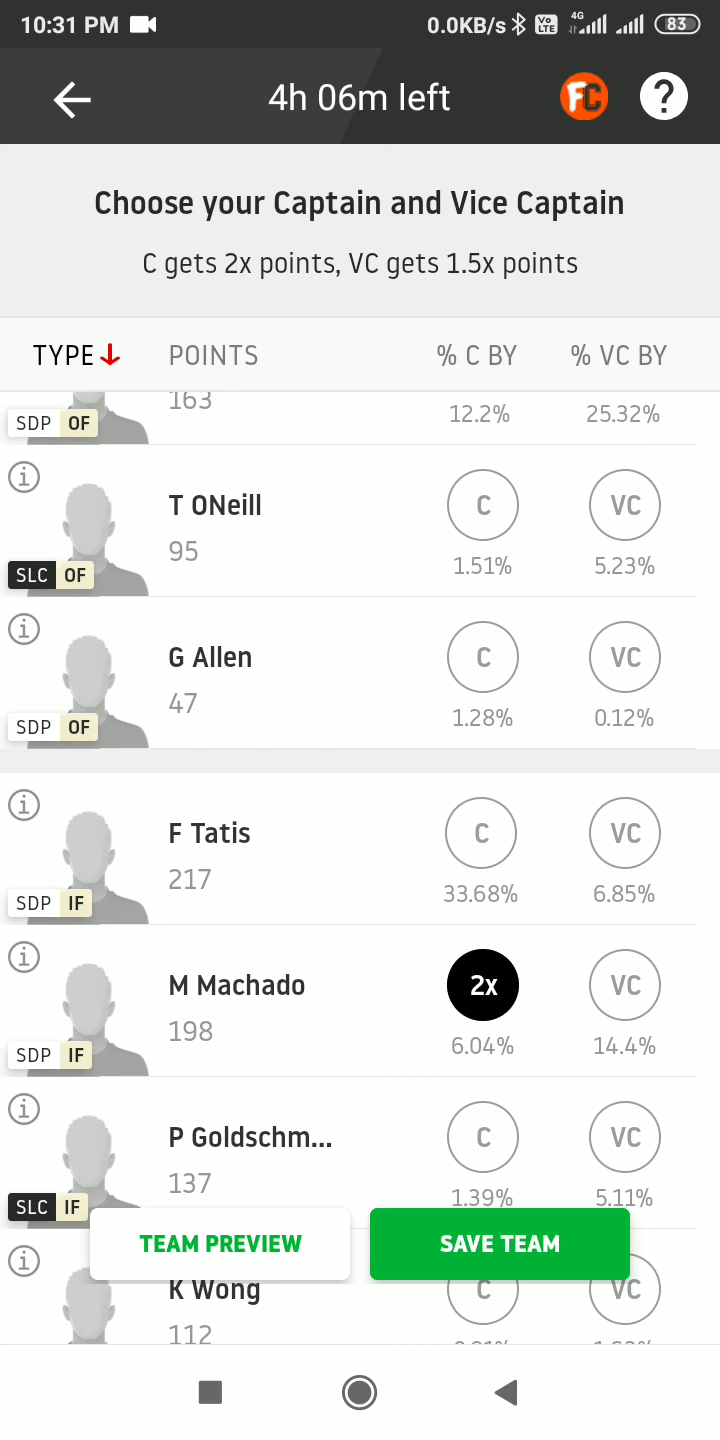 10:31 PM 0.0KB/s Vo LTE 4G 83
4h 06m left FC ?
Choose your Captain and Vice Captain
C gets 2x points, VC gets 1.5x points
TYPE POINTS % C BY % VC BY
163
SDP OF 12.2% 25.32%
T ONeill C VC
95
SLC OF 1.51% 5.23%
G Allen C VC
47
SDP OF 1.28% 0.12%
F Tatis C VC
217
SDP IF 33.68% 6.85%
M Machado 2x VC
198
SDP IF 6.04% 14.4%
P Goldschm... C VC
137
SLC IF 1.39% 5.11%
TEAM PREVIEW SAVE TEAM
K Wong C VC
112